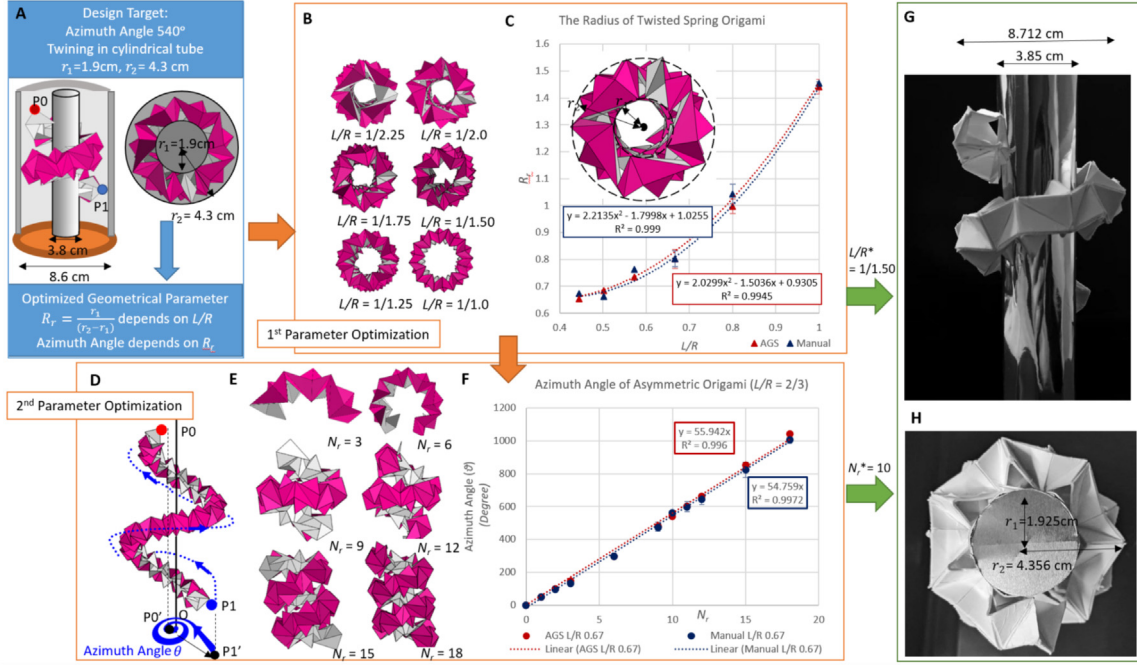 A
Design Target:
Azimuth Angle 540°
Twining in cylindrical tube
r₁=1.9cm, r₂= 4.3 cm
P0
P1
r₁=1.9cm
r₂ = 4.3 cm
3.8 cm
8.6 cm
Optimized Geometrical Parameter
Rᵣ = r₁/(r₂−r₁) depends on L/R
Azimuth Angle depends on Rᵣ
B
L/R = 1/2.25
L/R = 1/2.0
L/R = 1/1.75
L/R = 1/1.50
L/R = 1/1.25
L/R = 1/1.0
1st Parameter Optimization
C
The Radius of Twisted Spring Origami
1.6
1.5
1.4
1.3
1.2
1.1
1.0
0.9
0.8
0.7
0.6
Rᵣ
y = 2.2135x² - 1.7998x + 1.0255
R² = 0.999
y = 2.0299x² - 1.5036x + 0.9305
R² = 0.9945
0.4
0.5
0.6
0.7
0.8
0.9
1
L/R
AGS
Manual
L/R*
= 1/1.50
2nd Parameter Optimization
D
P0
P1
P0'
O
P1'
Azimuth Angle θ
E
Nᵣ = 3
Nᵣ = 6
Nᵣ = 9
Nᵣ = 12
Nᵣ = 15
Nᵣ = 18
F
Azimuth Angle of Asymmetric Origami (L/R = 2/3)
1200
1000
800
600
400
200
0
Azimuth Angle (θ)
(Degree)
y = 55.942x
R² = 0.996
y = 54.759x
R² = 0.9972
0
5
10
15
20
Nᵣ
AGS L/R 0.67
Manual L/R 0.67
Linear (AGS L/R 0.67)
Linear (Manual L/R 0.67)
Nᵣ*= 10
G
8.712 cm
3.85 cm
H
r₁=1.925cm
r₂= 4.356 cm